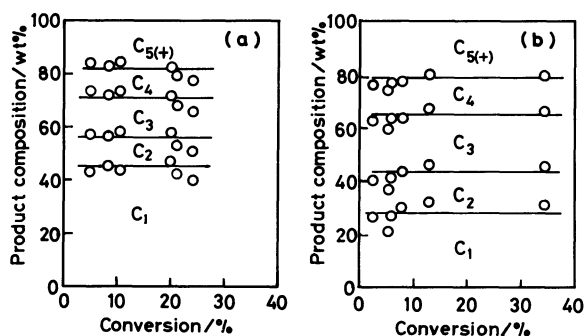 Product composition/wt%
100
80
60
40
20
0
(a)
C5(+)
C4
C3
C2
C1
0 10 20 30 40
Conversion/%
Product composition/wt%
100
80
60
40
20
0
(b)
C5(+)
C4
C3
C2
C1
0 10 20 30 40
Conversion/%